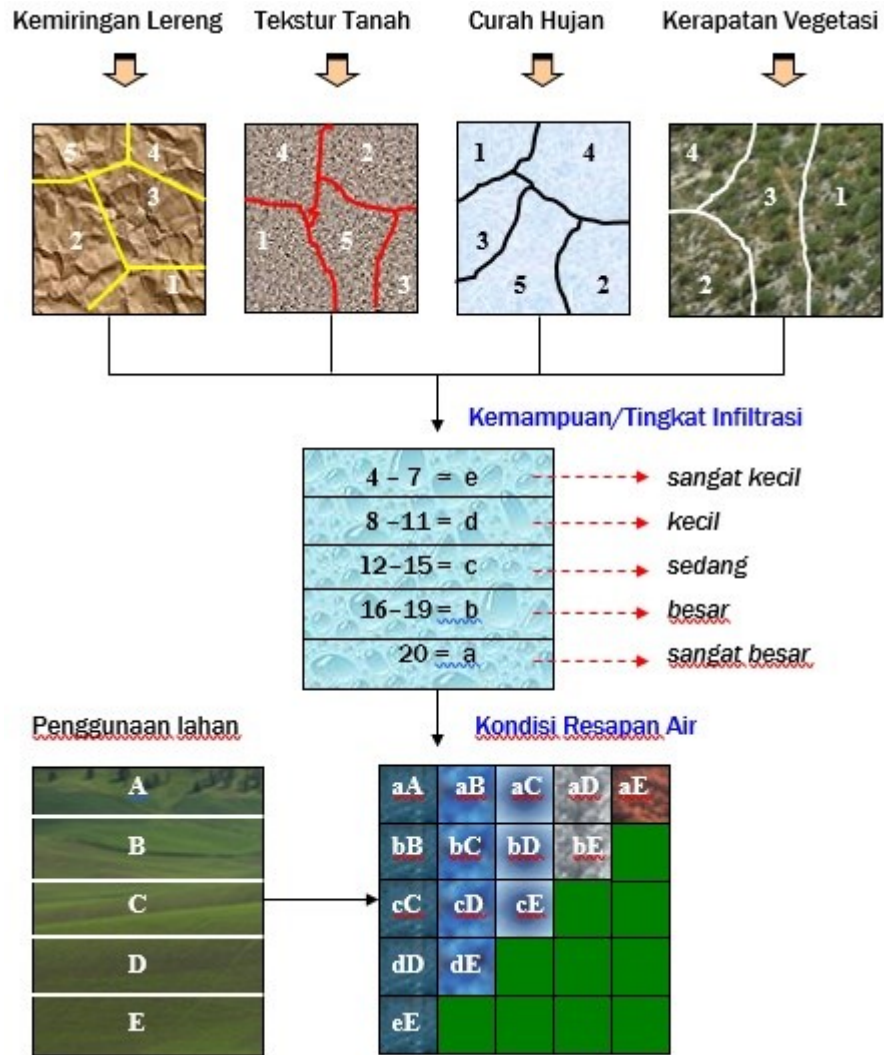 Kemiringan Lereng Tekstur Tanah Curah Hujan Kerapatan Vegetasi
5 4 3 2 1
4 2 1 5 3
1 4 3 5 2
4 3 1 2
Kemampuan/Tingkat Infiltrasi
4 – 7 = e sangat kecil
8 –11 = d kecil
12–15 = c sedang
16–19 = b besar
20 = a sangat besar
Penggunaan lahan Kondisi Resapan Air
A
B
C
D
E
aA aB aC aD aE
bB bC bD bE
cC cD cE
dD dE
eE